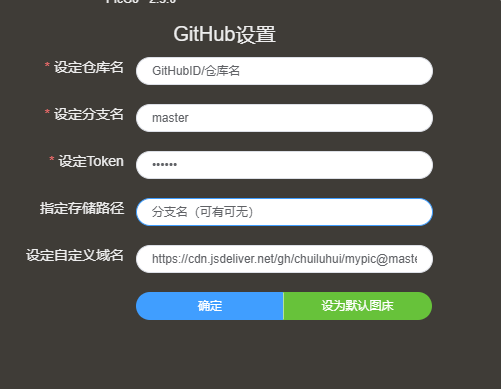 GitHub设置
* 设定仓库名
GitHubID/仓库名
* 设定分支名
master
* 设定Token
••••••
指定存储路径
分支名（可有可无）
设定自定义域名
https://cdn.jsdeliver.net/gh/chuiluhui/mypic@maste
确定
设为默认图床